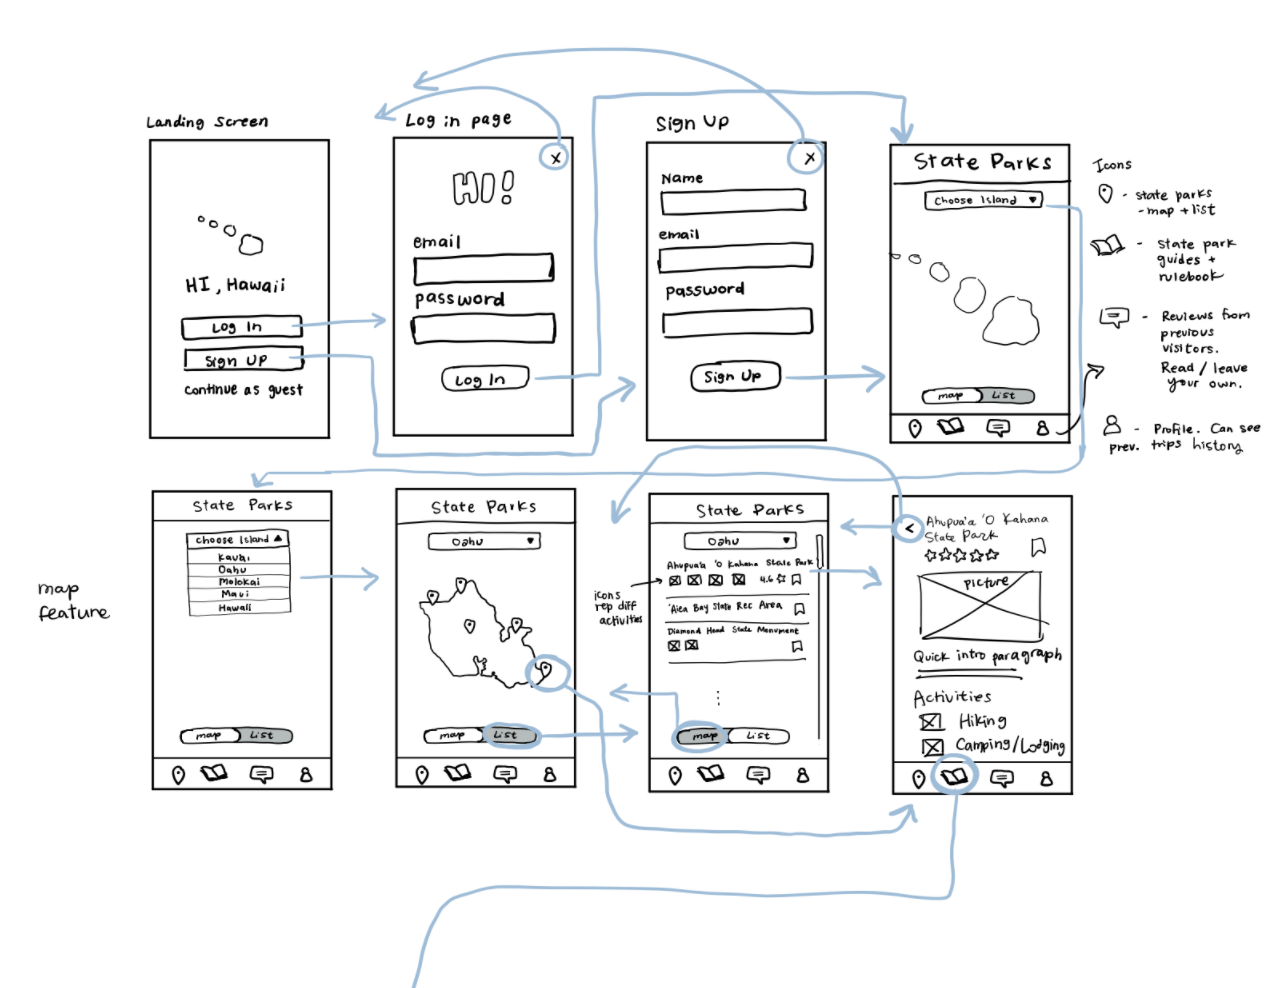 Landing Screen
HI, Hawaii
Log In
Sign Up
continue as guest
Log in page
X
HI!
email
password
Log In
Sign Up
X
Name
email
password
Sign Up
State Parks
Choose Island
map
List
Icons
- state parks
- map + list
- State park
guides +
rulebook
- Reviews from
previous
visitors.
Read / leave
your own.
- Profile. Can see
prev. trips history
map
feature
State Parks
Choose Island
Kauai
Oahu
Molokai
Maui
Hawaii
map
List
State Parks
Oahu
map
List
icons
rep diff
activities
State Parks
Oahu
Ahupua'a 'O Kahana State Park
4.6
'Aiea Bay State Rec Area
Diamond Head State Monument
map
List
<
Ahupua'a 'O Kahana
State Park
picture
Quick intro paragraph
Activities
Hiking
Camping/Lodging